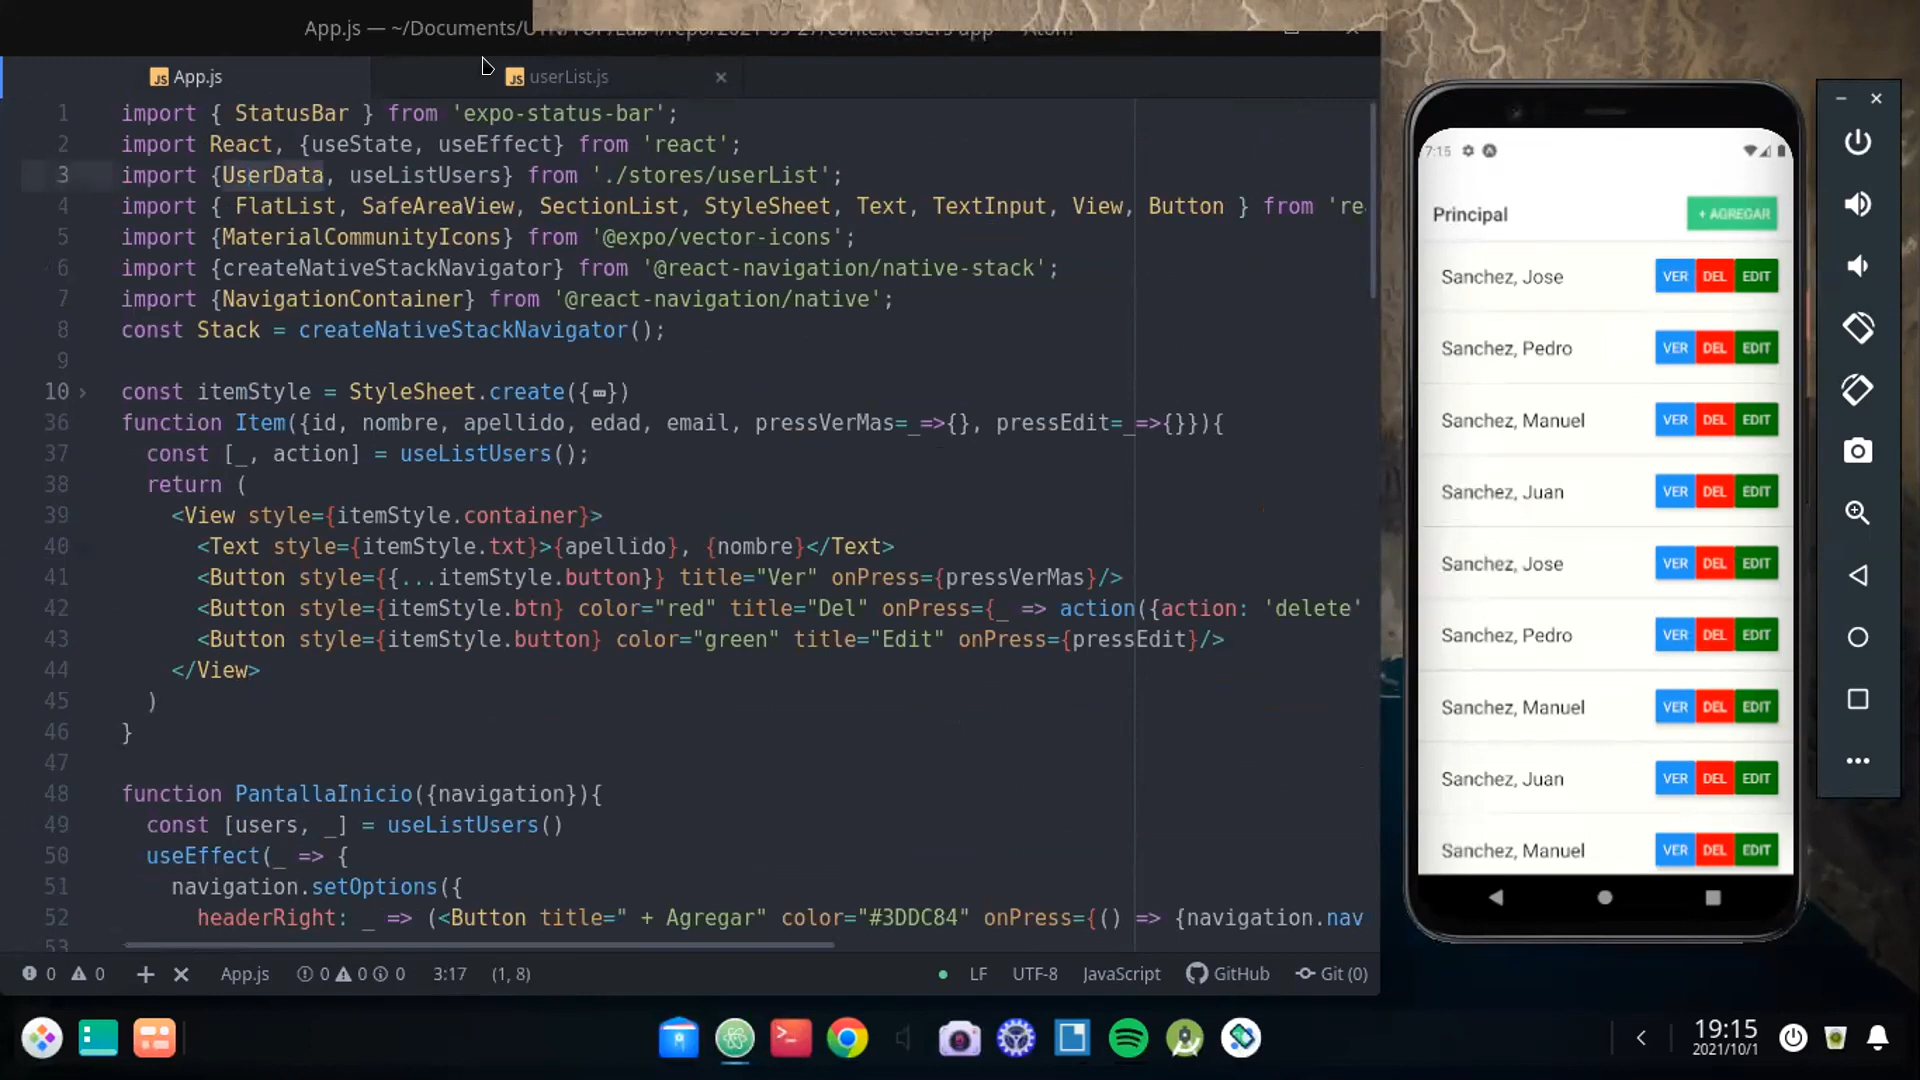 App.js — ~/Documents/U
App.js
userList.js
1 import { StatusBar } from 'expo-status-bar';
2 import React, {useState, useEffect} from 'react';
3 import {UserData, useListUsers} from './stores/userList';
4 import { FlatList, SafeAreaView, SectionList, StyleSheet, Text, TextInput, View, Button } from 're
5 import {MaterialCommunityIcons} from '@expo/vector-icons';
6 import {createNativeStackNavigator} from '@react-navigation/native-stack';
7 import {NavigationContainer} from '@react-navigation/native';
8 const Stack = createNativeStackNavigator();
9
10 const itemStyle = StyleSheet.create({…})
36 function Item({id, nombre, apellido, edad, email, pressVerMas=_=>{}, pressEdit=_=>{}}){
37 const [_, action] = useListUsers();
38 return (
39 <View style={itemStyle.container}>
40 <Text style={itemStyle.txt}>{apellido}, {nombre}</Text>
41 <Button style={{...itemStyle.button}} title="Ver" onPress={pressVerMas}/>
42 <Button style={itemStyle.btn} color="red" title="Del" onPress={_ => action({action: 'delete'
43 <Button style={itemStyle.button} color="green" title="Edit" onPress={pressEdit}/>
44 </View>
45 )
46 }
47
48 function PantallaInicio({navigation}){
49 const [users, _] = useListUsers()
50 useEffect(_ => {
51 navigation.setOptions({
52 headerRight: _ => (<Button title=" + Agregar" color="#3DDC84" onPress={() => {navigation.nav
53
0 0 App.js 0 0 0 3:17 (1, 8) LF UTF-8 JavaScript GitHub Git (0)
7:15
Principal + AGREGAR
Sanchez, Jose VER DEL EDIT
Sanchez, Pedro VER DEL EDIT
Sanchez, Manuel VER DEL EDIT
Sanchez, Juan VER DEL EDIT
Sanchez, Jose VER DEL EDIT
Sanchez, Pedro VER DEL EDIT
Sanchez, Manuel VER DEL EDIT
Sanchez, Juan VER DEL EDIT
Sanchez, Manuel VER DEL EDIT
19:15
2021/10/1